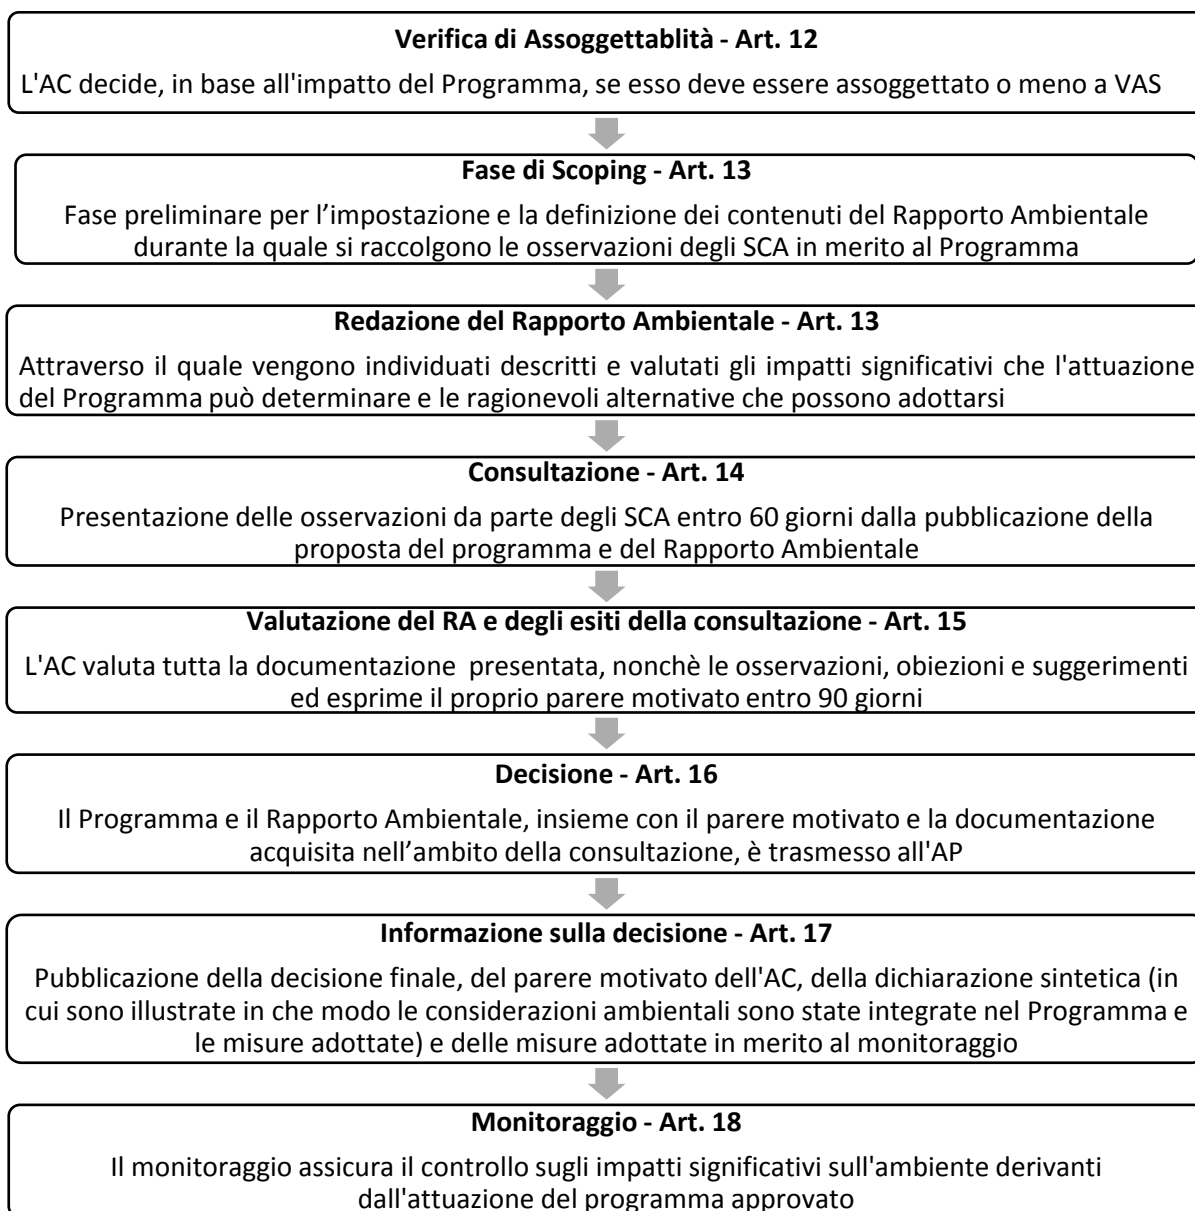 Verifica di Assoggettablità - Art. 12
L'AC decide, in base all'impatto del Programma, se esso deve essere assoggettato o meno a VAS
Fase di Scoping - Art. 13
Fase preliminare per l’impostazione e la definizione dei contenuti del Rapporto Ambientale
durante la quale si raccolgono le osservazioni degli SCA in merito al Programma
Redazione del Rapporto Ambientale - Art. 13
Attraverso il quale vengono individuati descritti e valutati gli impatti significativi che l'attuazione
del Programma può determinare e le ragionevoli alternative che possono adottarsi
Consultazione - Art. 14
Presentazione delle osservazioni da parte degli SCA entro 60 giorni dalla pubblicazione della
proposta del programma e del Rapporto Ambientale
Valutazione del RA e degli esiti della consultazione - Art. 15
L'AC valuta tutta la documentazione presentata, nonchè le osservazioni, obiezioni e suggerimenti
ed esprime il proprio parere motivato entro 90 giorni
Decisione - Art. 16
Il Programma e il Rapporto Ambientale, insieme con il parere motivato e la documentazione
acquisita nell’ambito della consultazione, è trasmesso all'AP
Informazione sulla decisione - Art. 17
Pubblicazione della decisione finale, del parere motivato dell'AC, della dichiarazione sintetica (in
cui sono illustrate in che modo le considerazioni ambientali sono state integrate nel Programma e
le misure adottate) e delle misure adottate in merito al monitoraggio
Monitoraggio - Art. 18
Il monitoraggio assicura il controllo sugli impatti significativi sull'ambiente derivanti
dall'attuazione del programma approvato